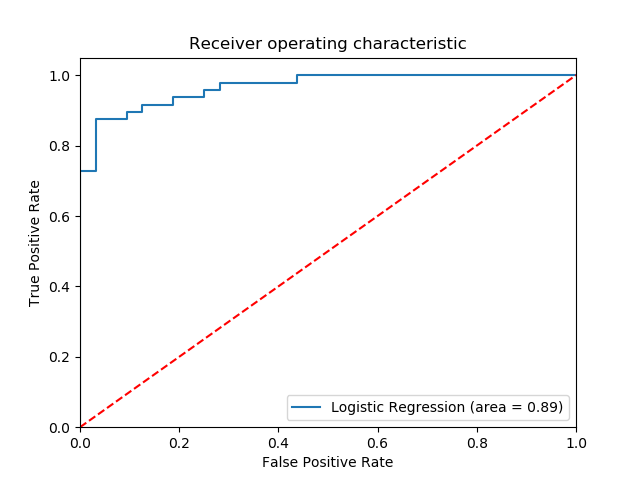 Receiver operating characteristic
1.0
0.8
0.6
0.4
0.2
0.0
True Positive Rate
Logistic Regression (area = 0.89)
0.0 0.2 0.4 0.6 0.8 1.0
False Positive Rate